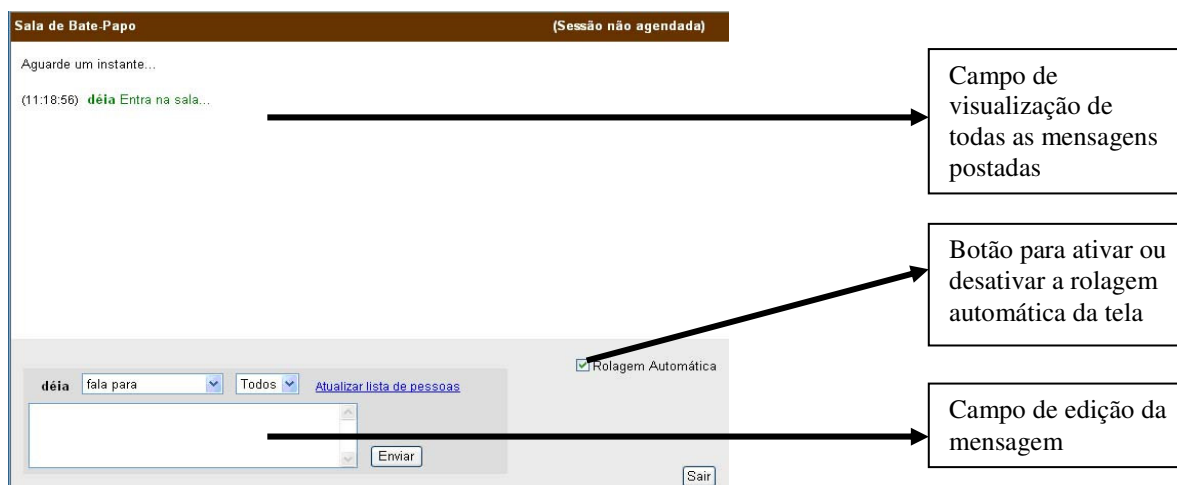 Sala de Bate-Papo (Sessão não agendada)
Aguarde um instante...
(11:18:56) déia Entra na sala...
Campo de
visualização de
todas as mensagens
postadas
Botão para ativar ou
desativar a rolagem
automática da tela
Rolagem Automática
déia fala para Todos Atualizar lista de pessoas
Enviar
Sair
Campo de edição da
mensagem